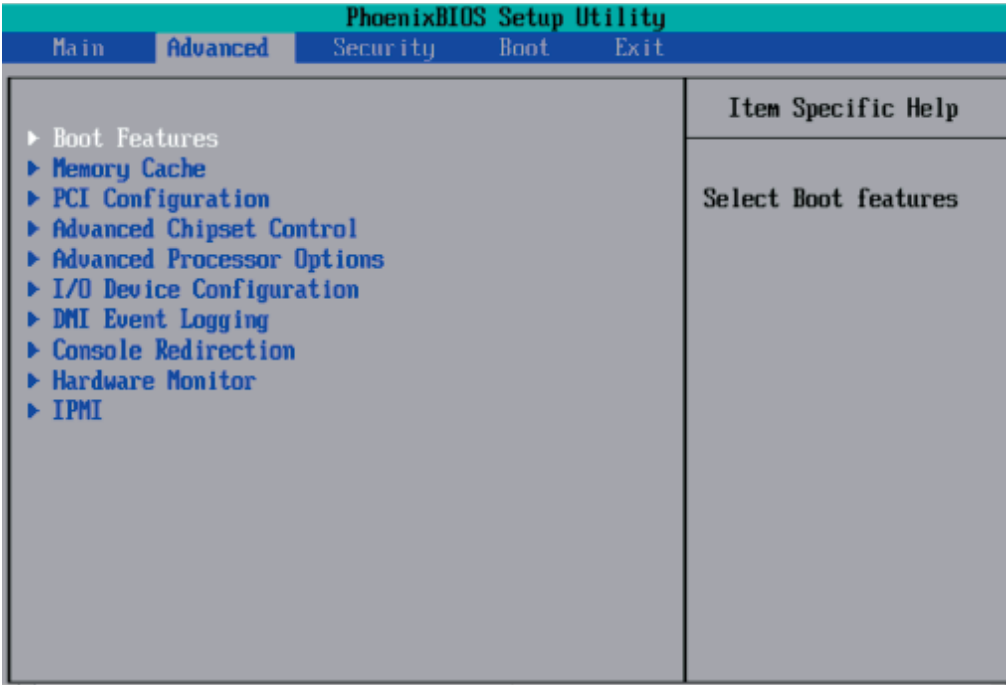 PhoenixBIOS Setup Utility
Main Advanced Security Boot Exit
Item Specific Help
Boot Features
Memory Cache
PCI Configuration
Advanced Chipset Control
Advanced Processor Options
I/O Device Configuration
DMI Event Logging
Console Redirection
Hardware Monitor
IPMI
Select Boot features